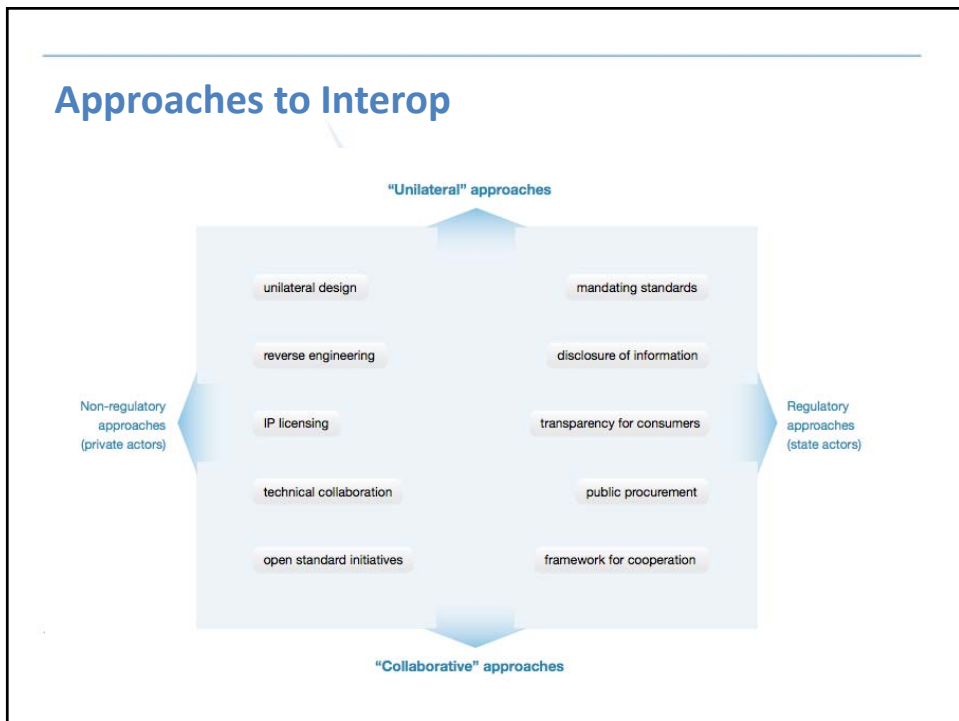 Approaches to Interop
“Unilateral” approaches
unilateral design
mandating standards
reverse engineering
disclosure of information
Non-regulatory
approaches
(private actors)
IP licensing
transparency for consumers
Regulatory
approaches
(state actors)
technical collaboration
public procurement
open standard initiatives
framework for cooperation
“Collaborative” approaches